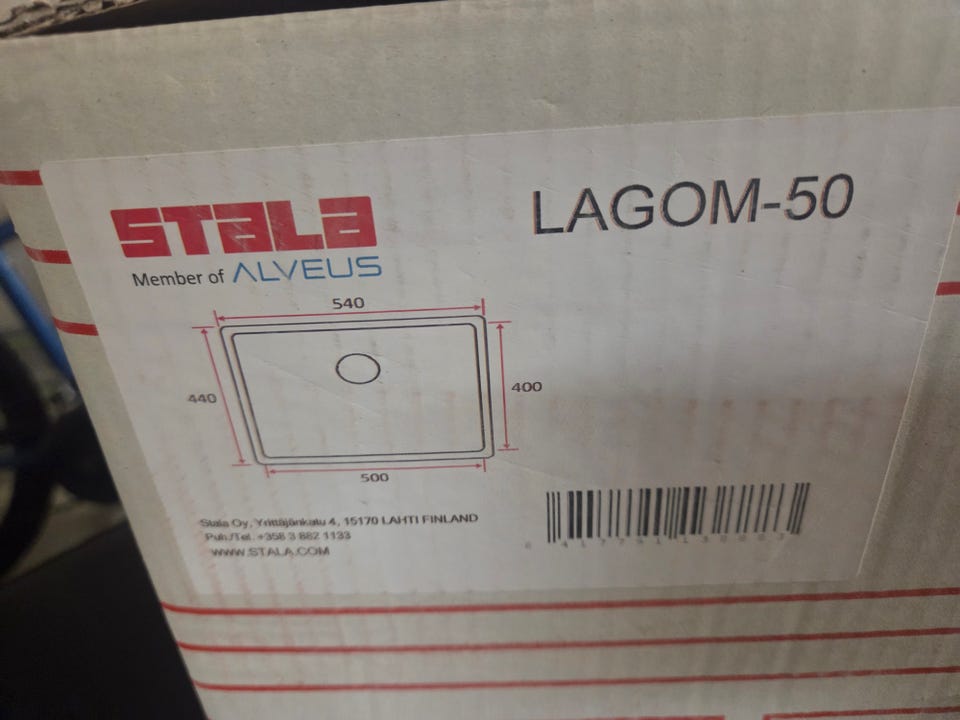 STALA
Member of ALVEUS
LAGOM-50
540
440
400
500
Stala Oy, Yrittäjänkatu 4, 15170 LAHTI FINLAND
Puh./Tel. +358 3 882 1133
WWW.STALA.COM